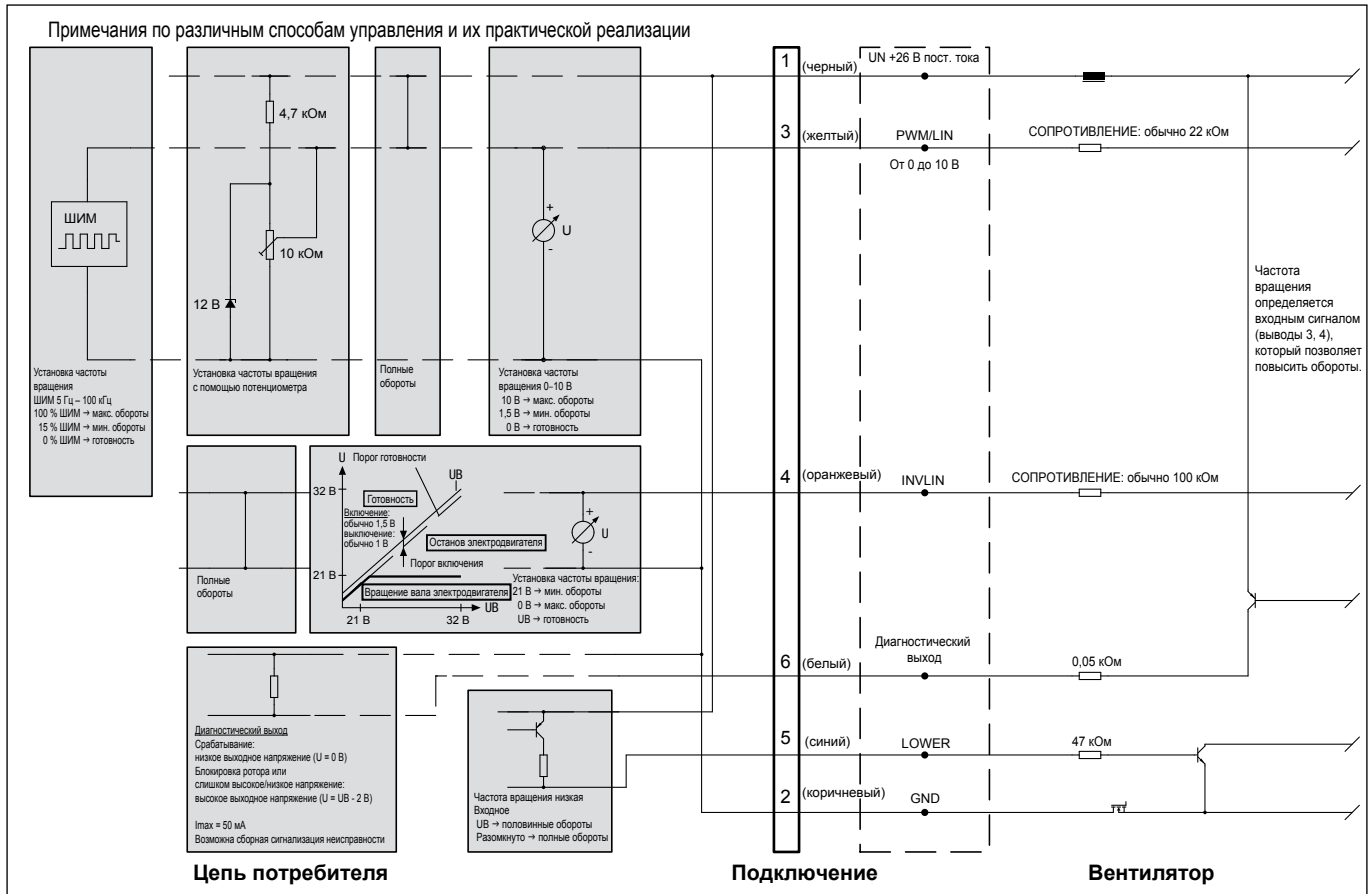 Примечания по различным способам управления и их практической реализации
4,7 кОм
ШИМ
10 кОм
12 В
Установка частоты
вращения
ШИМ 5 Гц – 100 кГц
100 % ШИМ → макс. обороты
15 % ШИМ → мин. обороты
0 % ШИМ → готовность
Установка частоты вращения
с помощью потенциометра
Полные
обороты
+
U
-
Установка частоты
вращения 0–10 В
10 В → макс. обороты
1,5 В → мин. обороты
0 В → готовность
Полные
обороты
U
Порог готовности
UB
32 В
Готовность
Включение:
обычно 1,5 В
выключение:
обычно 1 В
Останов электродвигателя
Порог включения
21 В
Вращение вала электродвигателя
UB
21 В
32 В
+
U
-
Установка частоты вращения:
21 В → мин. обороты
0 В → макс. обороты
UB → готовность
Диагностический выход
Срабатывание:
низкое выходное напряжение (U = 0 В)
Блокировка ротора или
слишком высокое/низкое напряжение:
высокое выходное напряжение (U = UB - 2 В)
Imax = 50 мА
Возможна сборная сигнализация неисправности
Частота вращения низкая
Входное
UB → половинные обороты
Разомкнуто → полные обороты
1
(черный)
UN +26 В пост. тока
3
(желтый)
PWM/LIN
От 0 до 10 В
СОПРОТИВЛЕНИЕ: обычно 22 кОм
Частота
вращения
определяется
входным сигналом
(выводы 3, 4),
который позволяет
повысить обороты.
4
(оранжевый)
INVLIN
СОПРОТИВЛЕНИЕ: обычно 100 кОм
6
(белый)
Диагностический
выход
0,05 кОм
5
(синий)
LOWER
47 кОм
2
(коричневый)
GND
Цепь потребителя
Подключение
Вентилятор